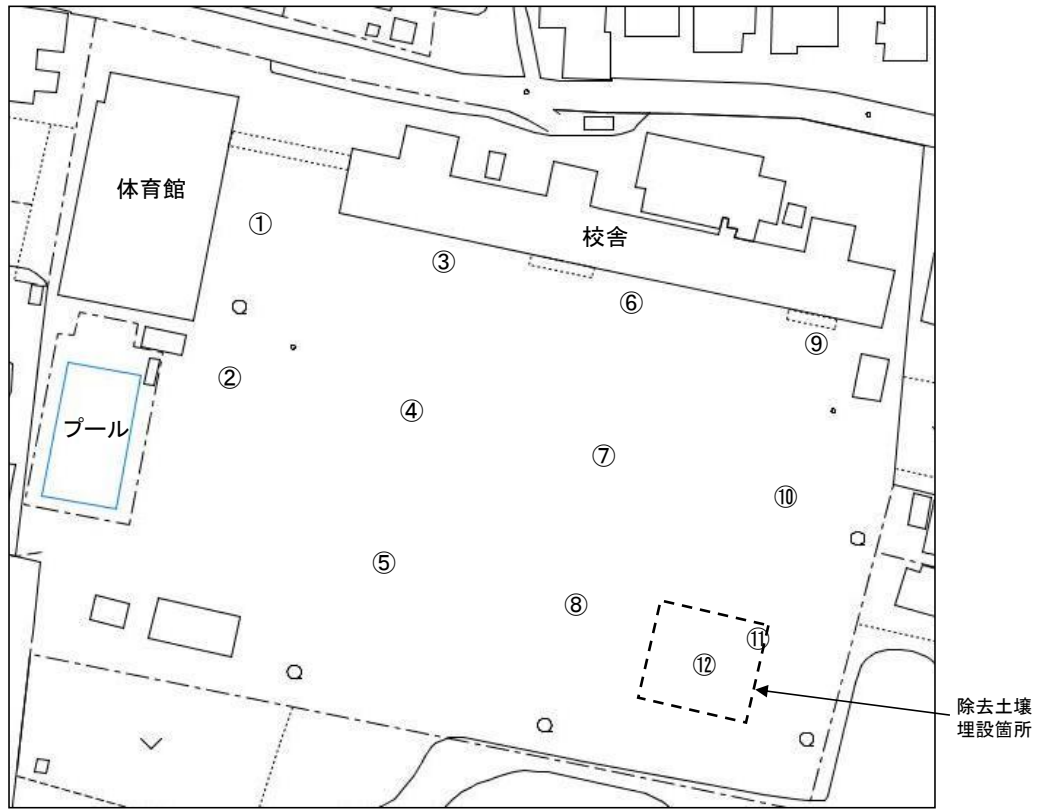 体育館
①
③
校舎
⑥
⑨
②
④
プール
⑦
⑩
⑤
⑧
⑪
⑫
除去土壌
埋設箇所